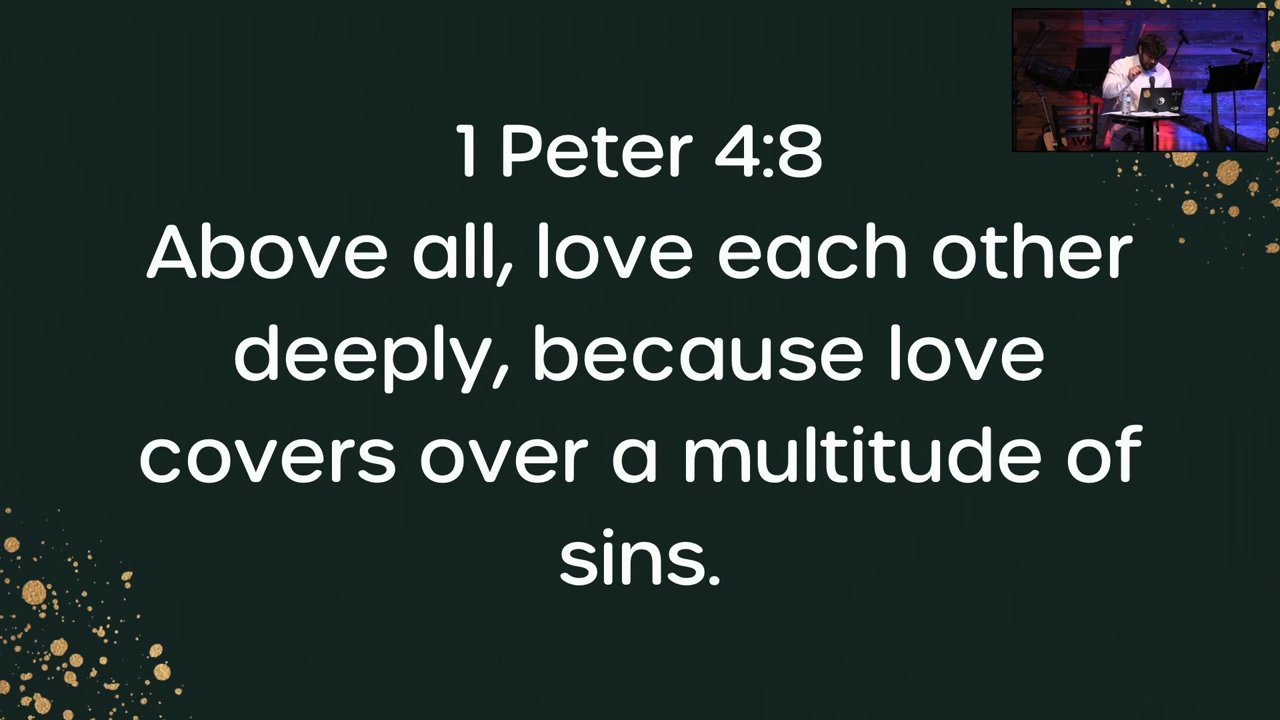 1 Peter 4:8
Above all, love each other
deeply, because love
covers over a multitude of
sins.